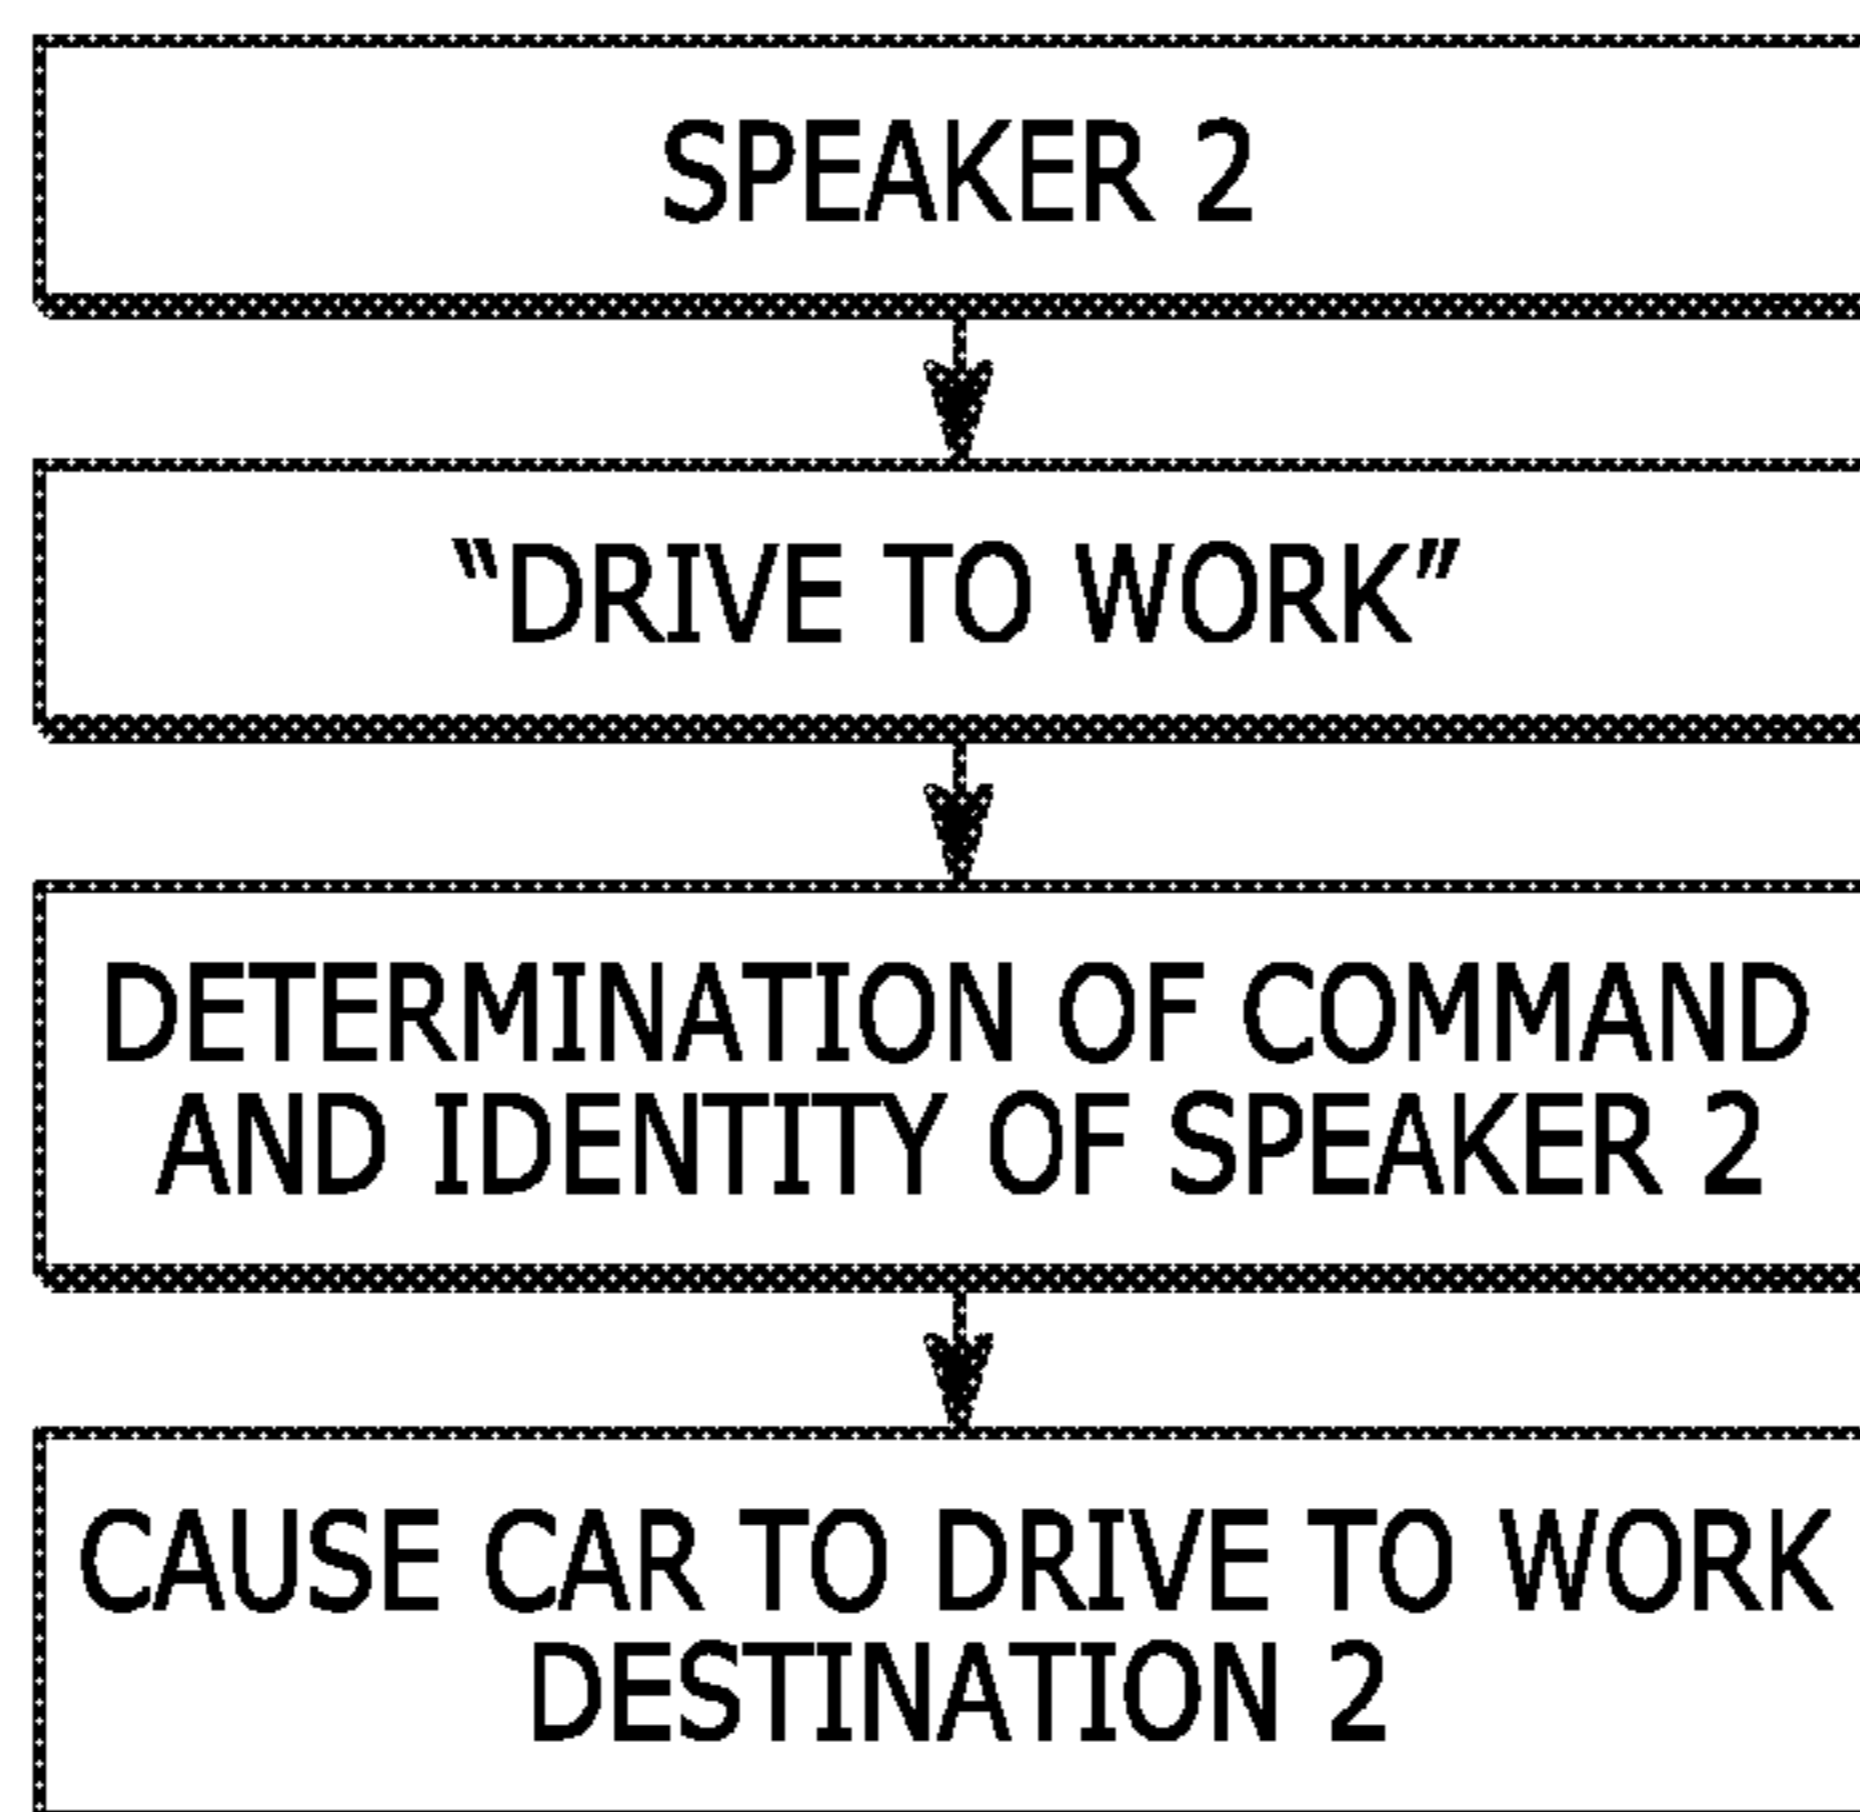 SPEAKER 2
“DRIVE TO WORK”
DETERMINATION OF COMMAND
AND IDENTITY OF SPEAKER 2
CAUSE CAR TO DRIVE TO WORK
DESTINATION 2